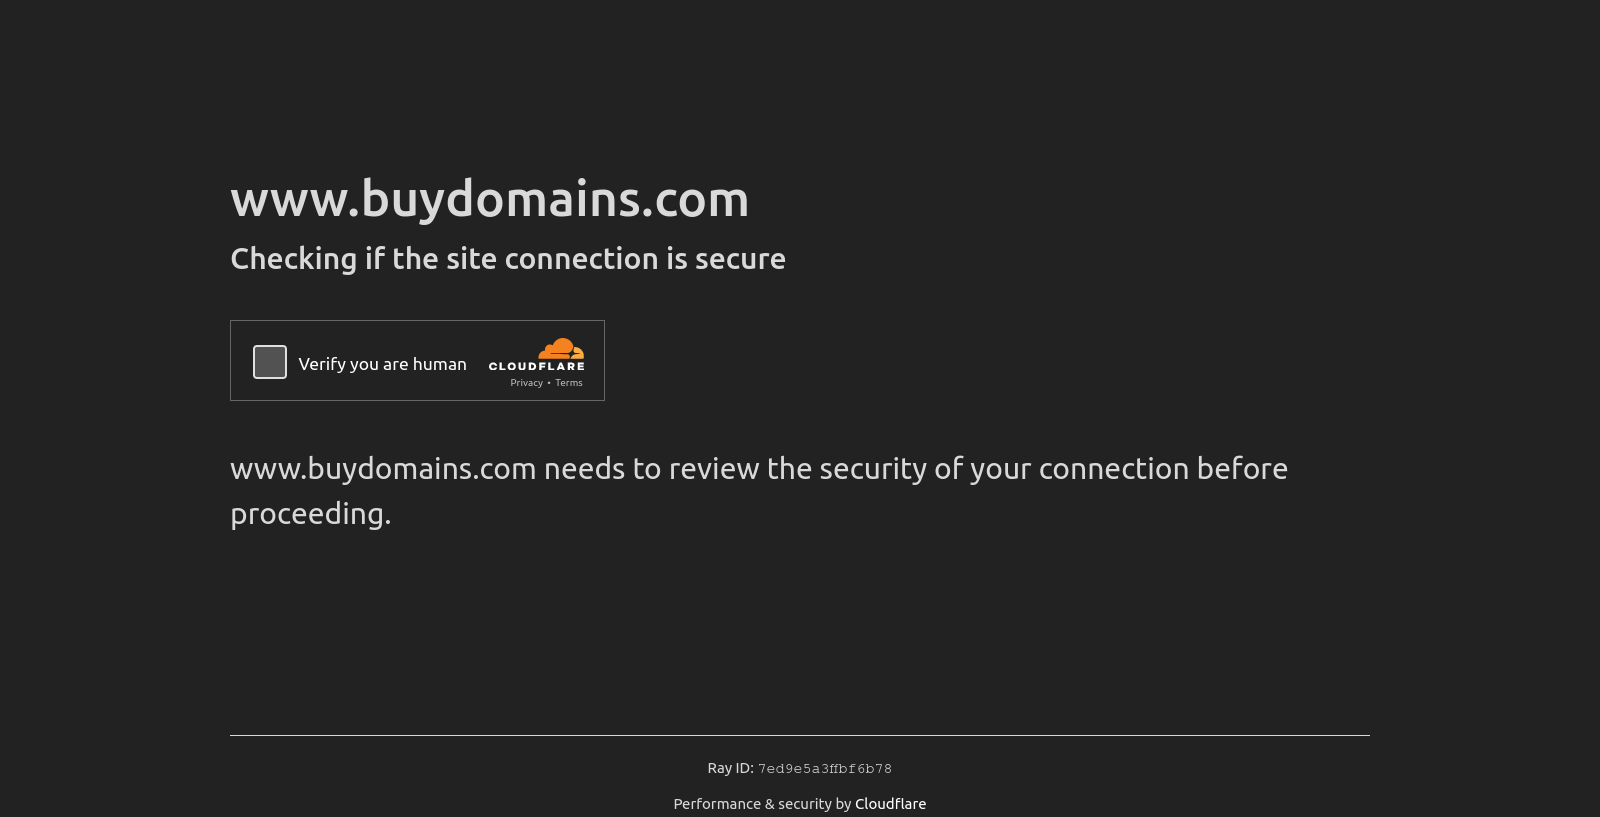 www.buydomains.com
Checking if the site connection is secure
Verify you are human
CLOUDFLARE
Privacy • Terms
www.buydomains.com needs to review the security of your connection before
proceeding.
Ray ID: 7ed9e5a3ffbf6b78
Performance & security by Cloudflare